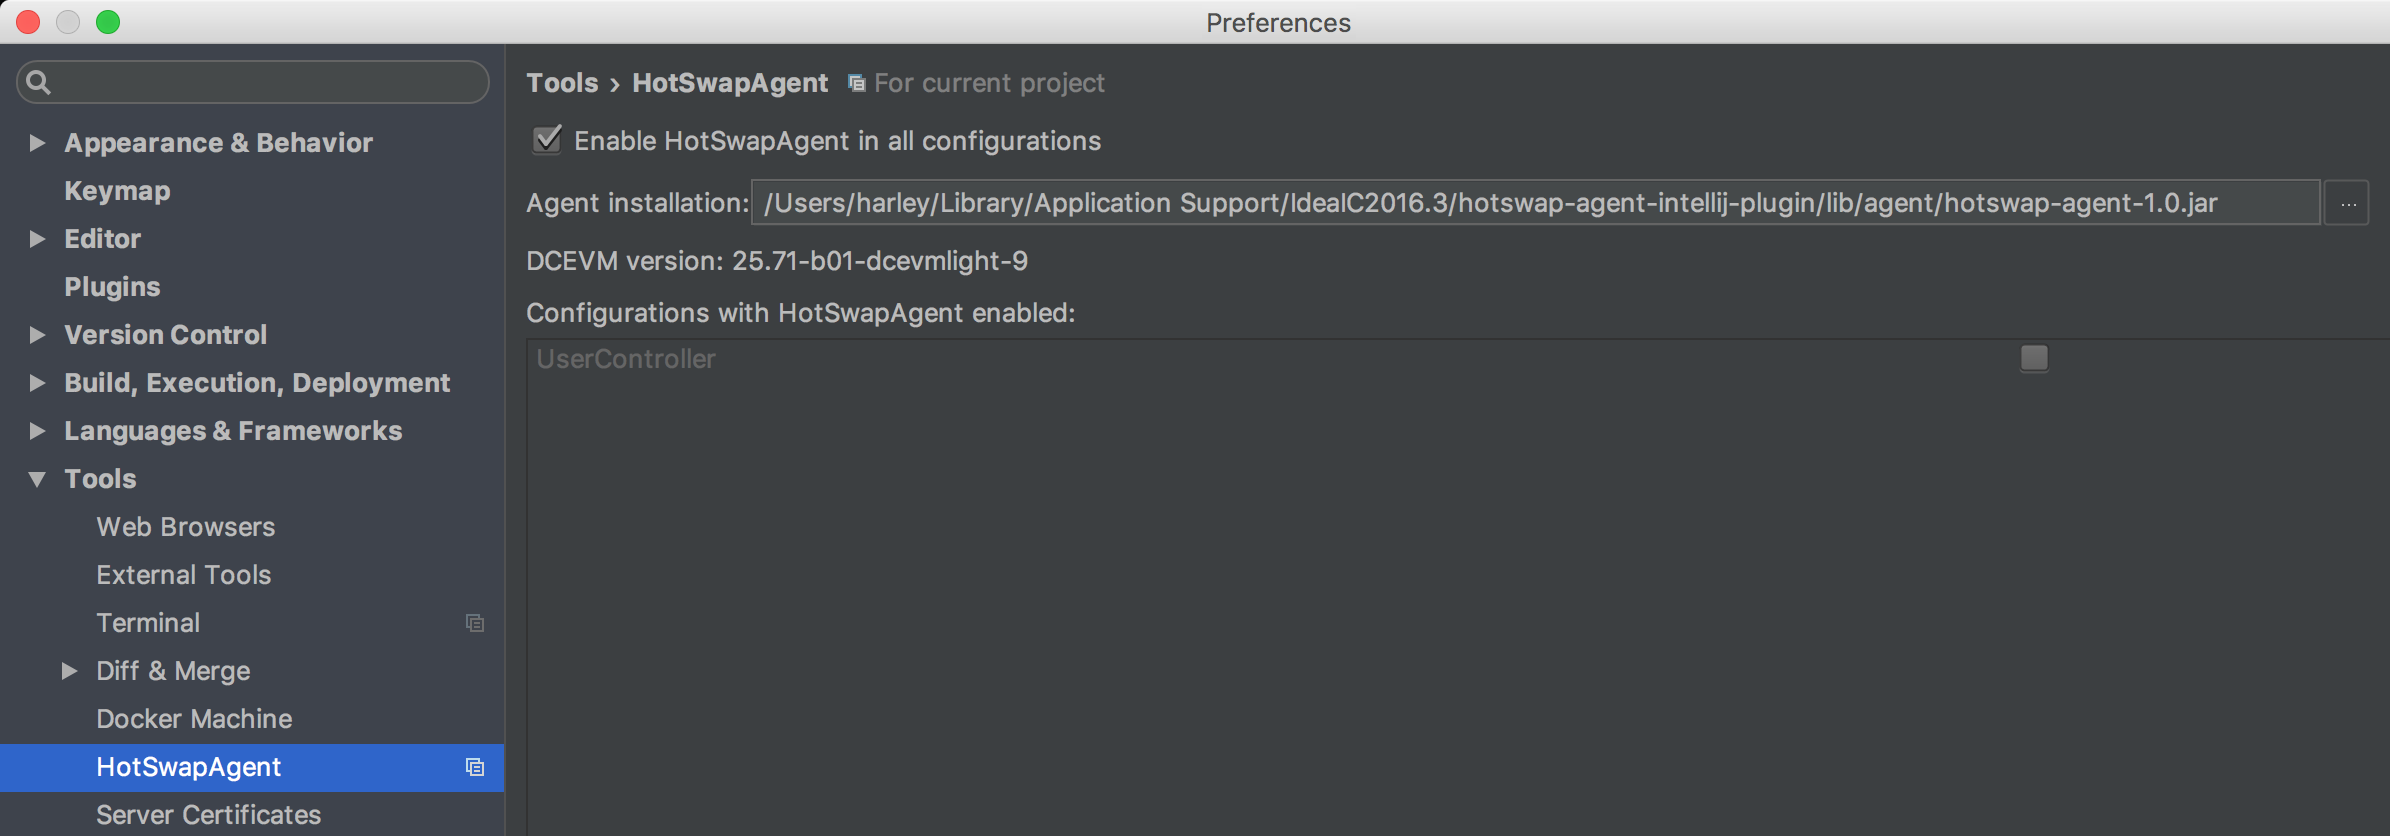 Preferences
Tools › HotSwapAgent For current project
Enable HotSwapAgent in all configurations
Agent installation: /Users/harley/Library/Application Support/IdeaIC2016.3/hotswap-agent-intellij-plugin/lib/agent/hotswap-agent-1.0.jar ...
DCEVM version: 25.71-b01-dcevmlight-9
Configurations with HotSwapAgent enabled:
UserController
Appearance & Behavior
Keymap
Editor
Plugins
Version Control
Build, Execution, Deployment
Languages & Frameworks
Tools
Web Browsers
External Tools
Terminal
Diff & Merge
Docker Machine
HotSwapAgent
Server Certificates